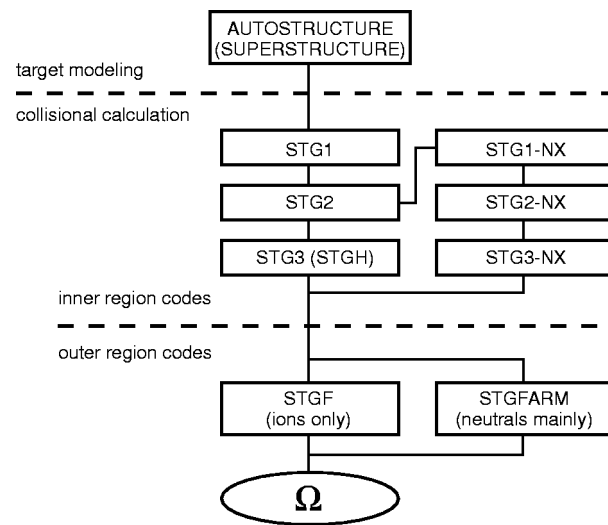 AUTOSTRUCTURE
(SUPERSTRUCTURE)
target modeling
collisional calculation
STG1
STG1-NX
STG2
STG2-NX
STG3 (STGH)
STG3-NX
inner region codes
outer region codes
STGF
(ions only)
STGFARM
(neutrals mainly)
Ω